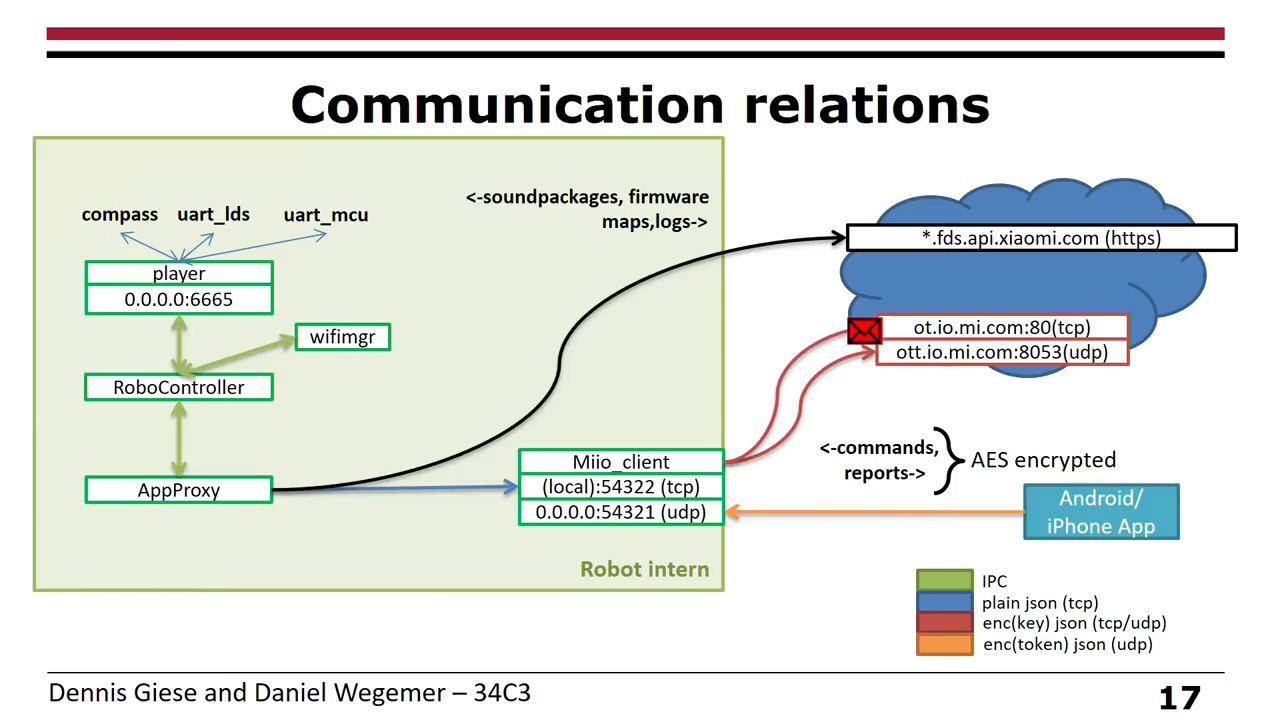 Communication relations
<-soundpackages, firmware
maps,logs->
compass
uart_lds
uart_mcu
player
0.0.0.0:6665
wifimgr
RoboController
AppProxy
Miio_client
(local):54322 (tcp)
0.0.0.0:54321 (udp)
Robot intern
*.fds.api.xiaomi.com (https)
ot.io.mi.com:80(tcp)
ott.io.mi.com:8053(udp)
<-commands,
reports->
AES encrypted
Android/
iPhone App
IPC
plain json (tcp)
enc(key) json (tcp/udp)
enc(token) json (udp)
Dennis Giese and Daniel Wegemer – 34C3
17